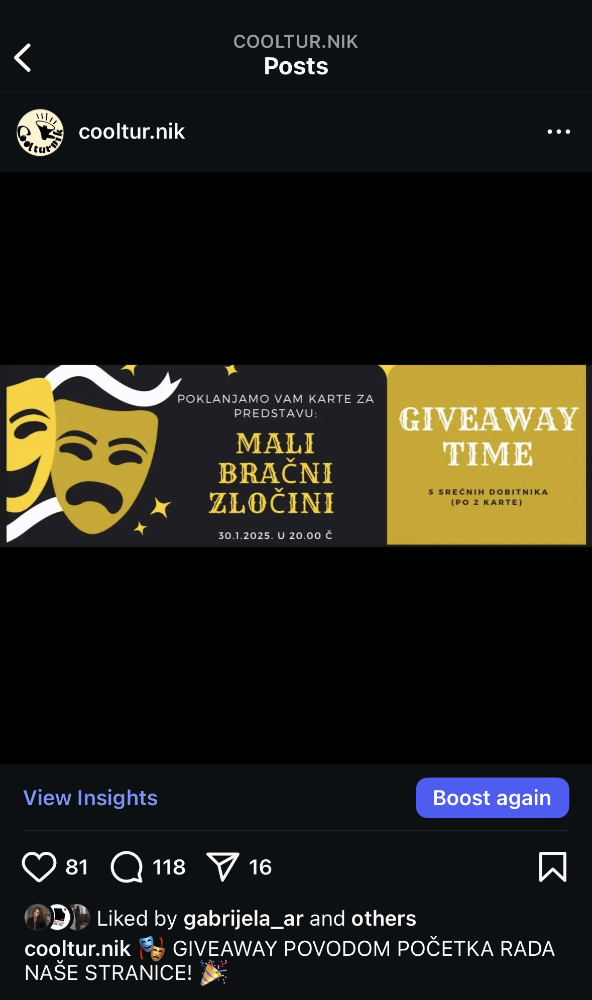 COOLTUR.NIK
Posts
Coolturnik
cooltur.nik
POKLANJAMO VAM KARTE ZA
PREDSTAVU:
MALI
BRAČNI
ZLOČINI
30.1.2025. U 20.00 Č
GIVEAWAY
TIME
5 SREĆNIH DOBITNIKA
(PO 2 KARTE)
View Insights
Boost again
81 118 16
Liked by gabrijela_ar and others
cooltur.nik 🎭 GIVEAWAY POVODOM POČETKA RADA
NAŠE STRANICE! 🎉